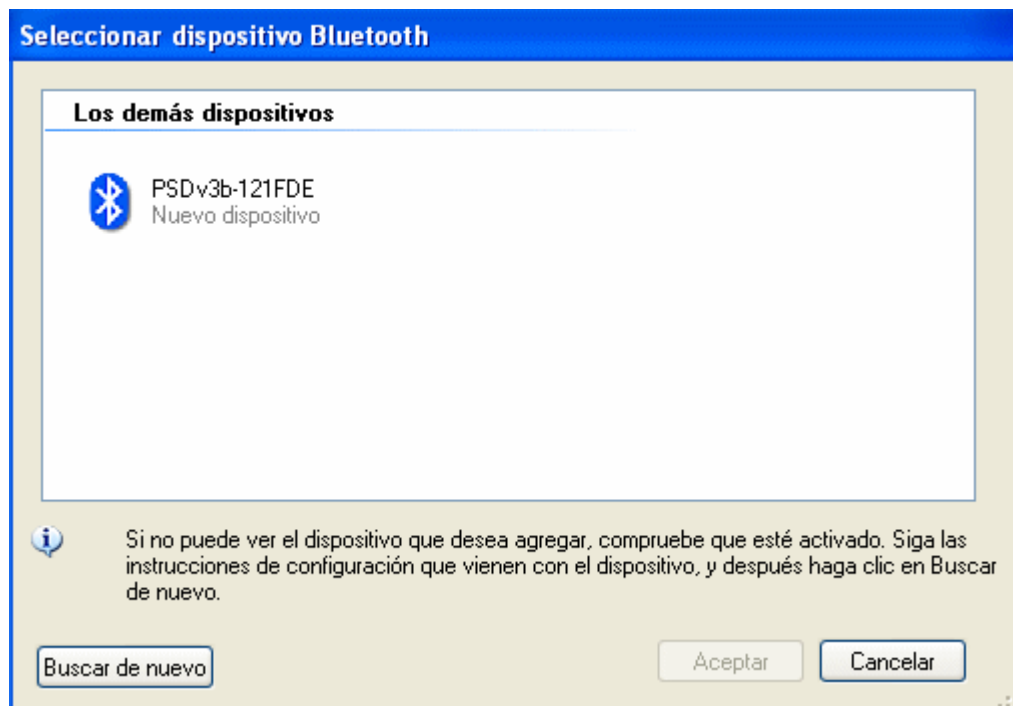 Seleccionar dispositivo Bluetooth
Los demás dispositivos
PSDv3b-121FDE
Nuevo dispositivo
Si no puede ver el dispositivo que desea agregar, compruebe que esté activado. Siga las
instrucciones de configuración que vienen con el dispositivo, y después haga clic en Buscar
de nuevo.
Buscar de nuevo
Aceptar
Cancelar